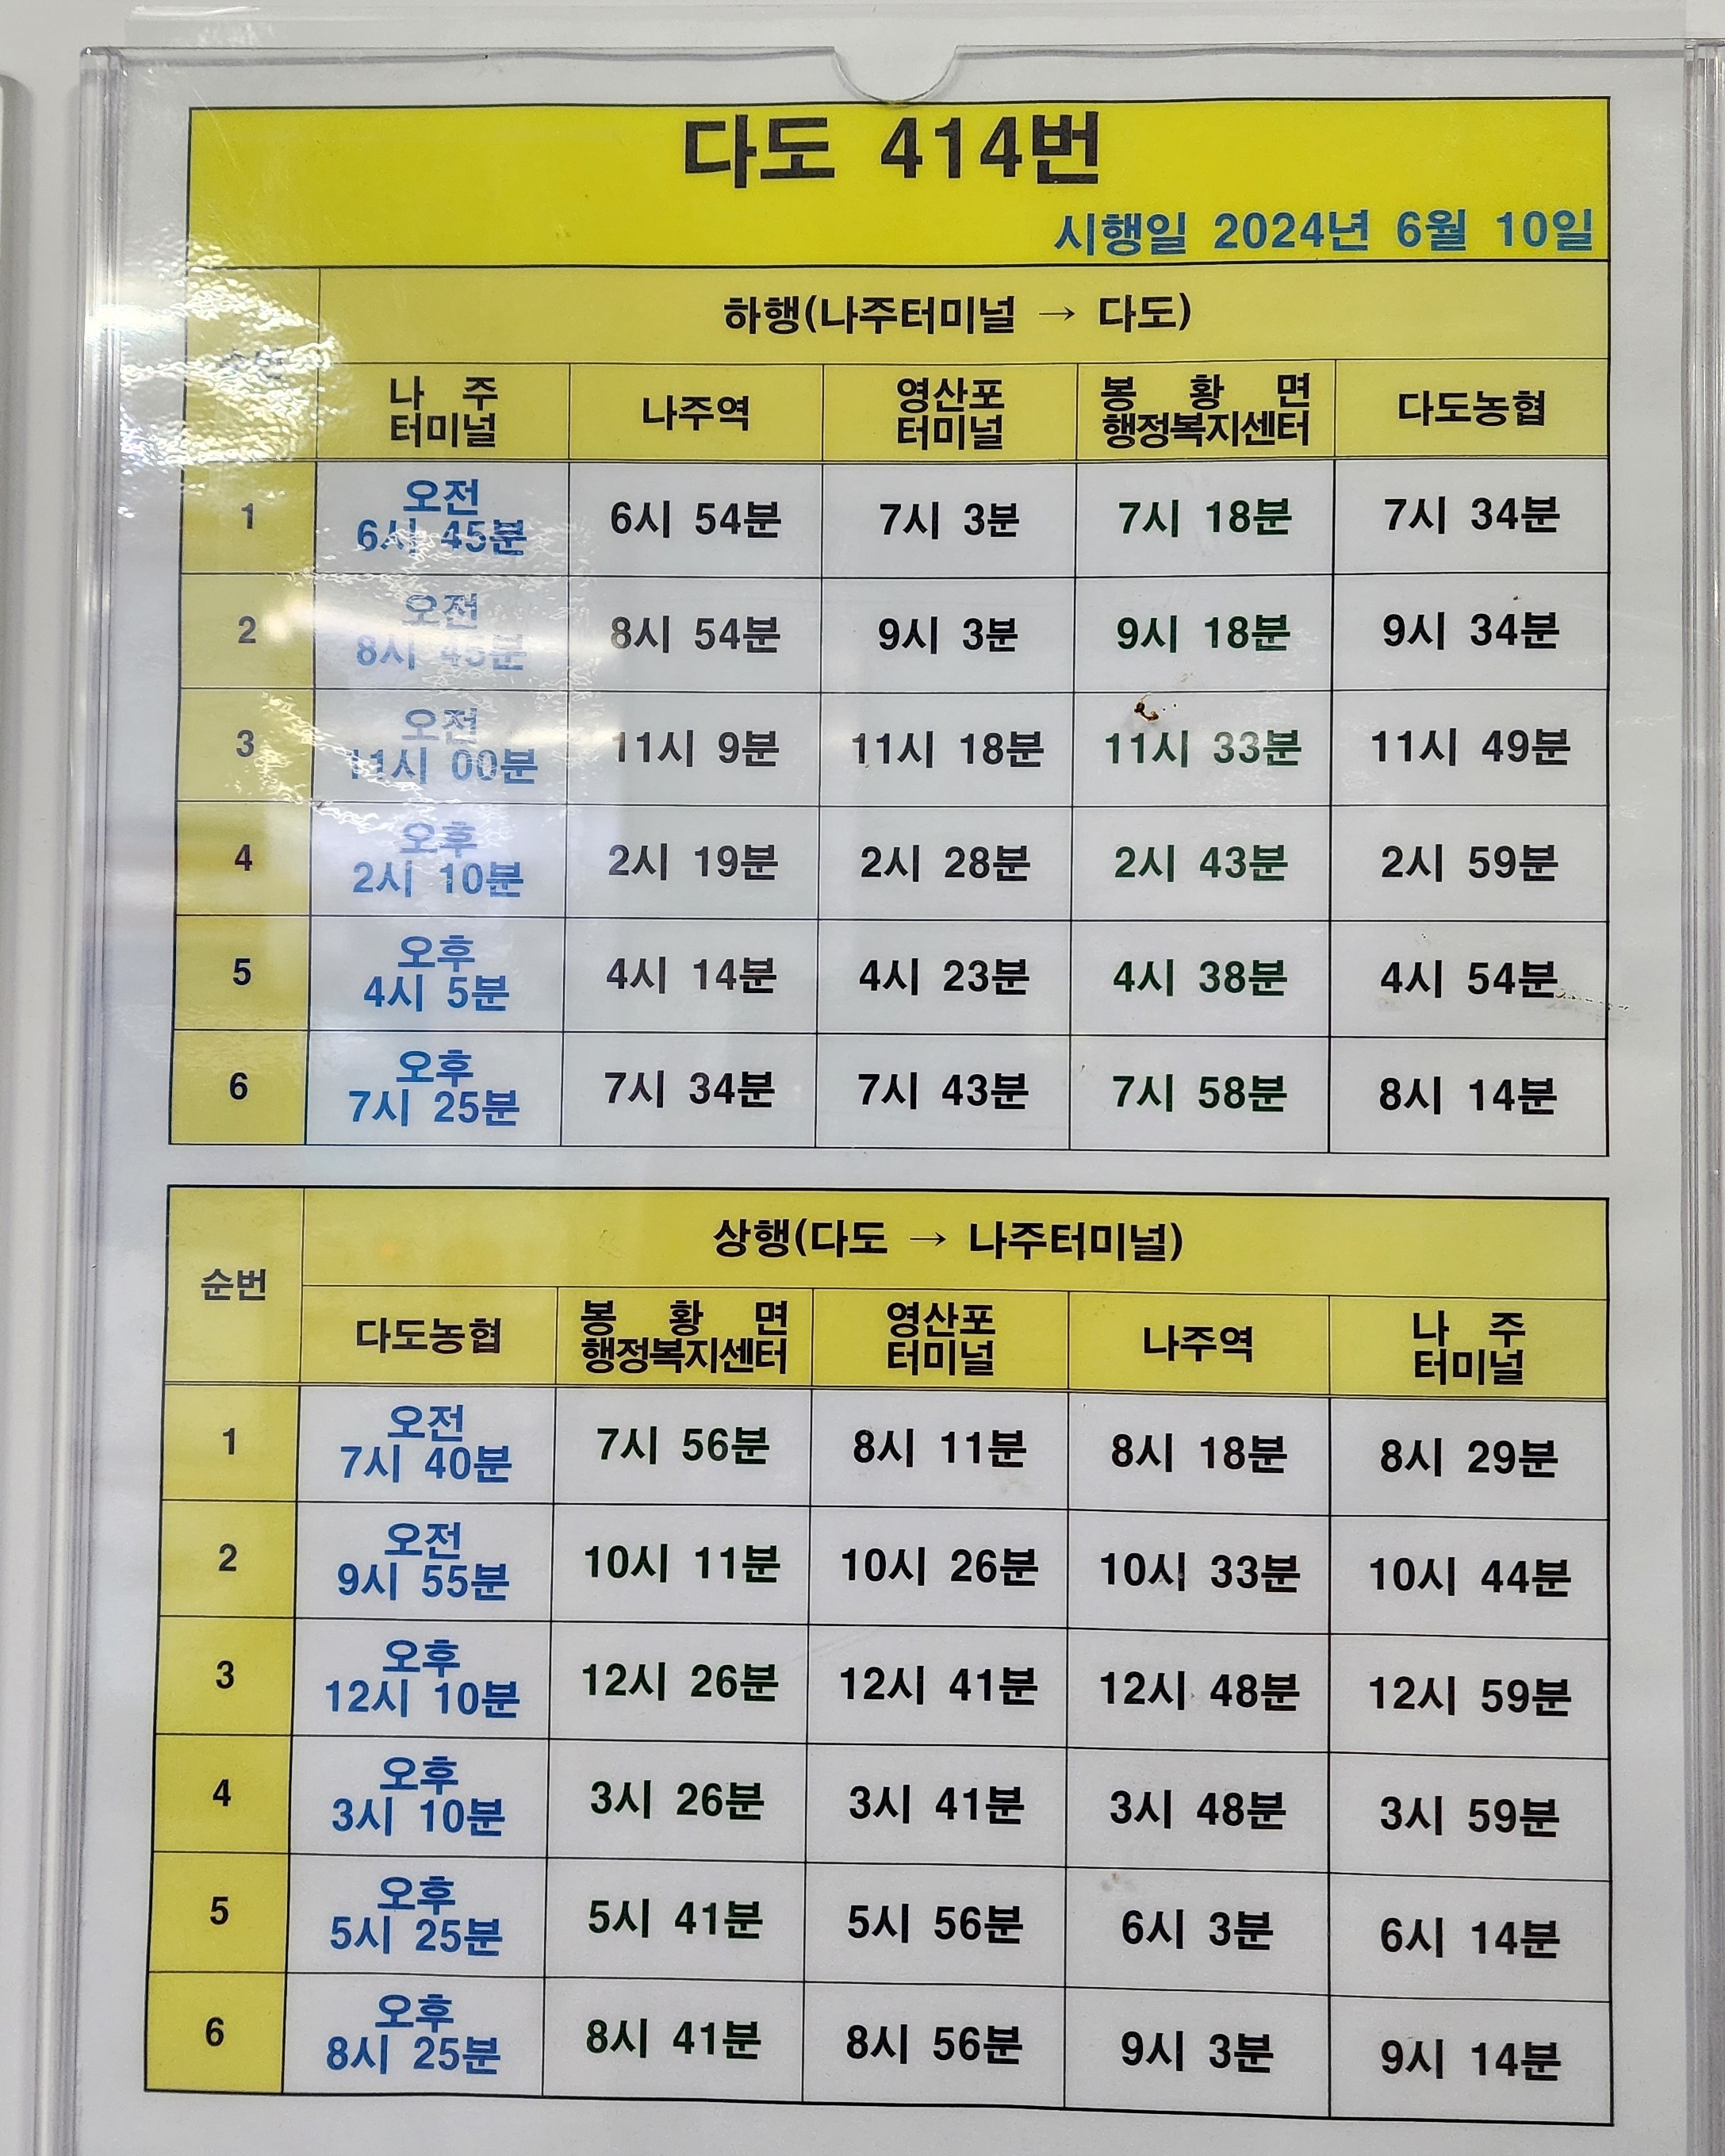 다도 414번
시행일 2024년 6월 10일
순번
하행(나주터미널 → 다도)
나 주
터미널
나주역
영산포
터미널
봉 황 면
행정복지센터
다도농협
1
오전
6시 45분
6시 54분
7시 3분
7시 18분
7시 34분
2
오전
8시 45분
8시 54분
9시 3분
9시 18분
9시 34분
3
오전
11시 00분
11시 9분
11시 18분
11시 33분
11시 49분
4
오후
2시 10분
2시 19분
2시 28분
2시 43분
2시 59분
5
오후
4시 5분
4시 14분
4시 23분
4시 38분
4시 54분
6
오후
7시 25분
7시 34분
7시 43분
7시 58분
8시 14분
순번
상행(다도 → 나주터미널)
다도농협
봉 황 면
행정복지센터
영산포
터미널
나주역
나 주
터미널
1
오전
7시 40분
7시 56분
8시 11분
8시 18분
8시 29분
2
오전
9시 55분
10시 11분
10시 26분
10시 33분
10시 44분
3
오후
12시 10분
12시 26분
12시 41분
12시 48분
12시 59분
4
오후
3시 10분
3시 26분
3시 41분
3시 48분
3시 59분
5
오후
5시 25분
5시 41분
5시 56분
6시 3분
6시 14분
6
오후
8시 25분
8시 41분
8시 56분
9시 3분
9시 14분